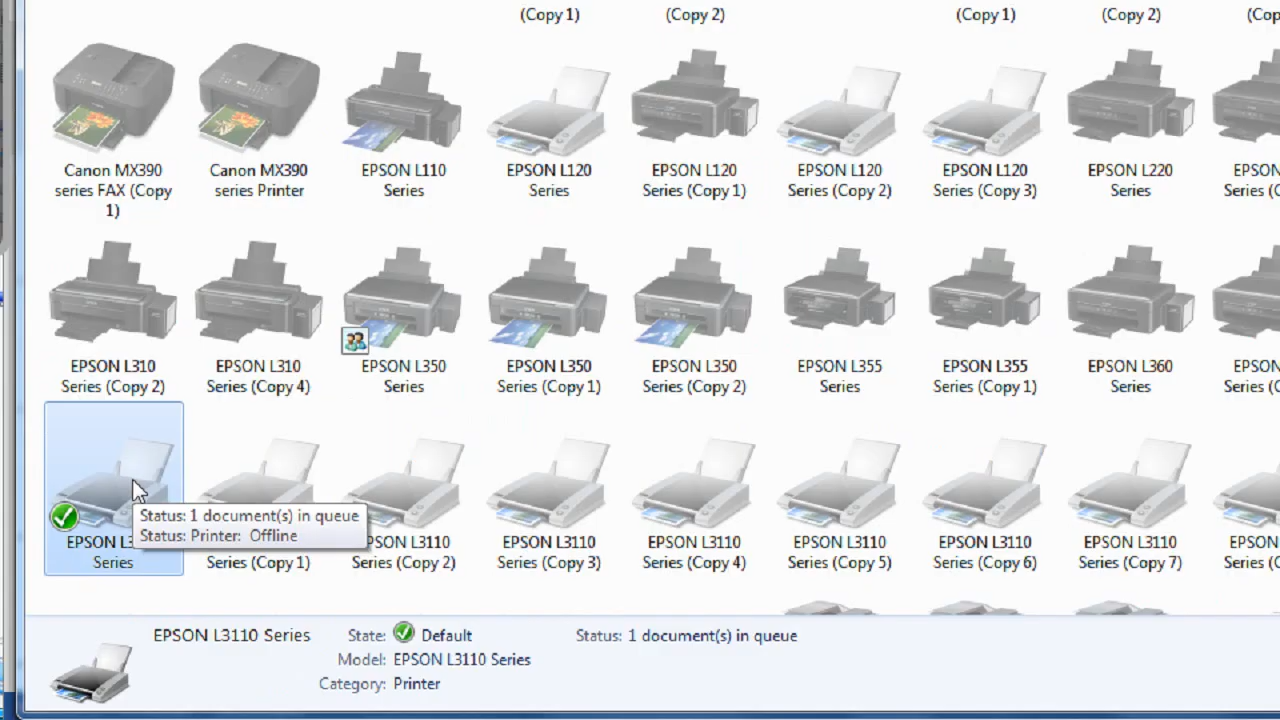 (Copy 1)
(Copy 2)
(Copy 1)
(Copy 2)
Canon MX390
series FAX (Copy
1)
Canon MX390
series Printer
EPSON L110
Series
EPSON L120
Series
EPSON L120
Series (Copy 1)
EPSON L120
Series (Copy 2)
EPSON L120
Series (Copy 3)
EPSON L220
Series
EPSON
Series (C
EPSON L310
Series (Copy 2)
EPSON L310
Series (Copy 4)
EPSON L350
Series
EPSON L350
Series (Copy 1)
EPSON L350
Series (Copy 2)
EPSON L355
Series
EPSON L355
Series (Copy 1)
EPSON L360
Series
EPSON
Series (C
EPSON L3
Series
Status: 1 document(s) in queue
Status: Printer: Offline
Series (Copy 1)
L3110
Series (Copy 2)
EPSON L3110
Series (Copy 3)
EPSON L3110
Series (Copy 4)
EPSON L3110
Series (Copy 5)
EPSON L3110
Series (Copy 6)
EPSON L3110
Series (Copy 7)
EPSON
Series (C
EPSON L3110 Series
State: Default
Status: 1 document(s) in queue
Model: EPSON L3110 Series
Category: Printer